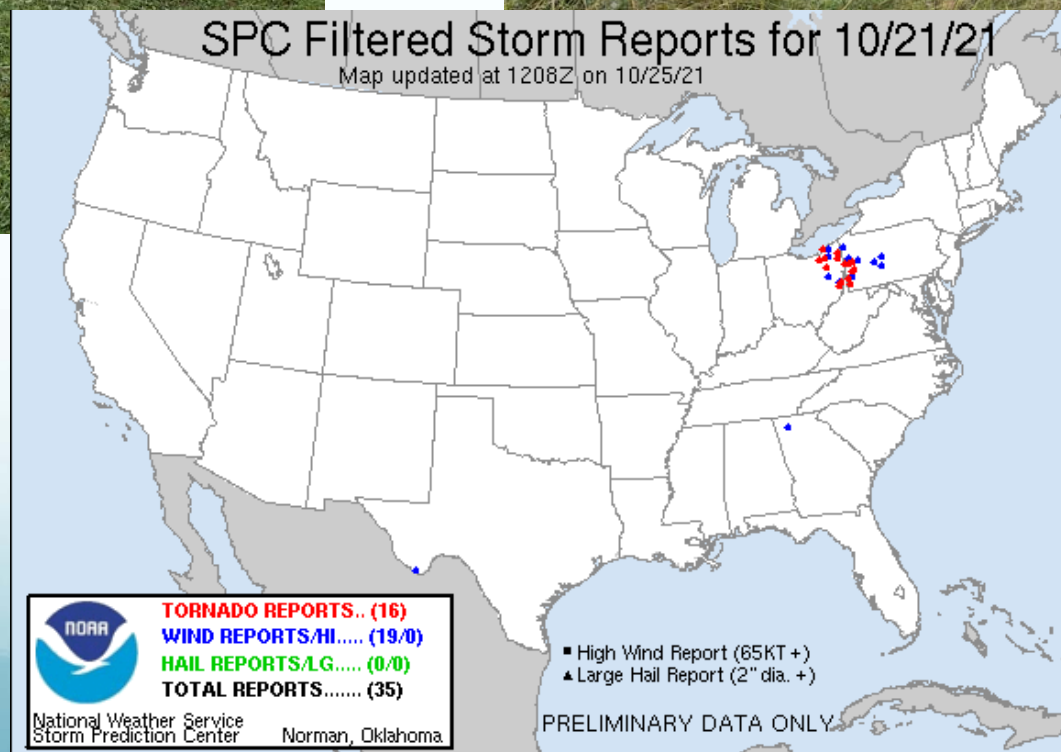 SPC Filtered Storm Reports for 10/21/21
Map updated at 1208Z on 10/25/21
NOAA
TORNADO REPORTS.. (16)
WIND REPORTS/HI..... (19/0)
HAIL REPORTS/LG..... (0/0)
TOTAL REPORTS....... (35)
National Weather Service
Storm Prediction Center Norman, Oklahoma
■ High Wind Report (65KT +)
▲ Large Hail Report (2" dia. +)
PRELIMINARY DATA ONLY